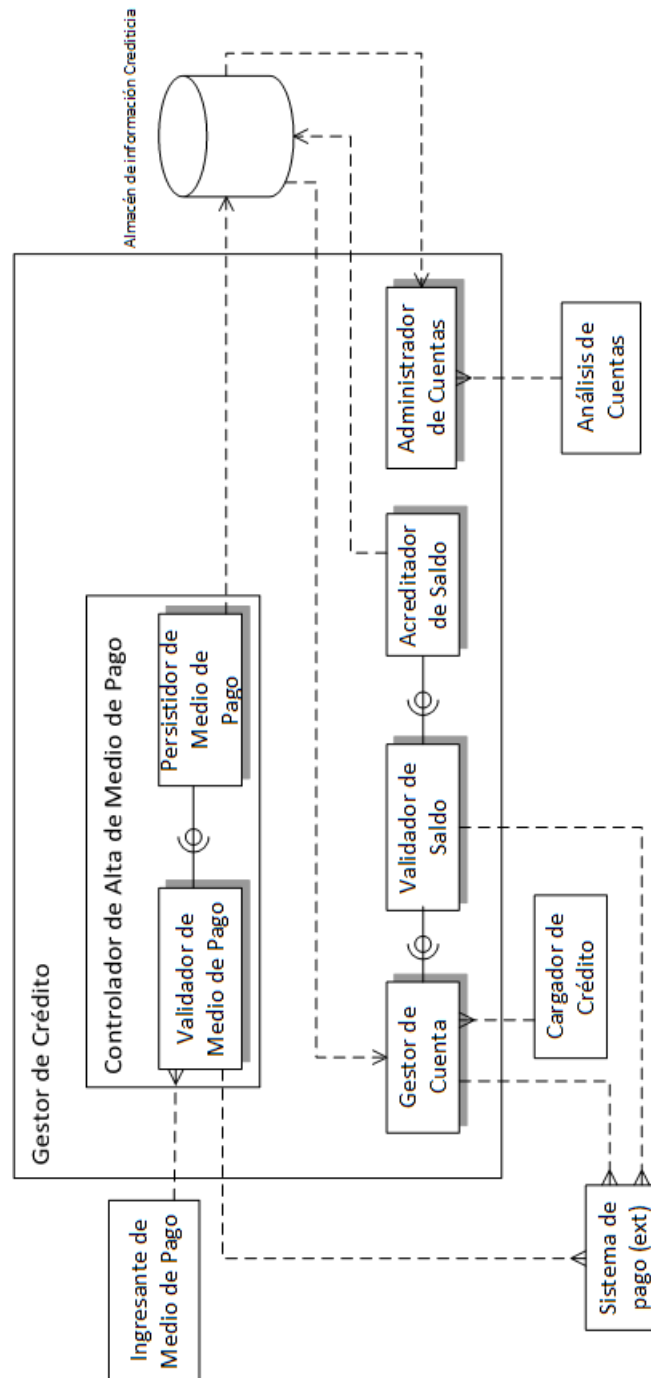 Almacén de información Crediticia
Gestor de Crédito
Controlador de Alta de Medio de Pago
Ingresante de
Medio de Pago
Validador de
Medio de Pago
Persistidor de
Medio de
Pago
Gestor de
Cuenta
Validador de
Saldo
Acreditador
de Saldo
Administrador
de Cuentas
Sistema de
pago (ext)
Cargador de
Crédito
Análisis de
Cuentas